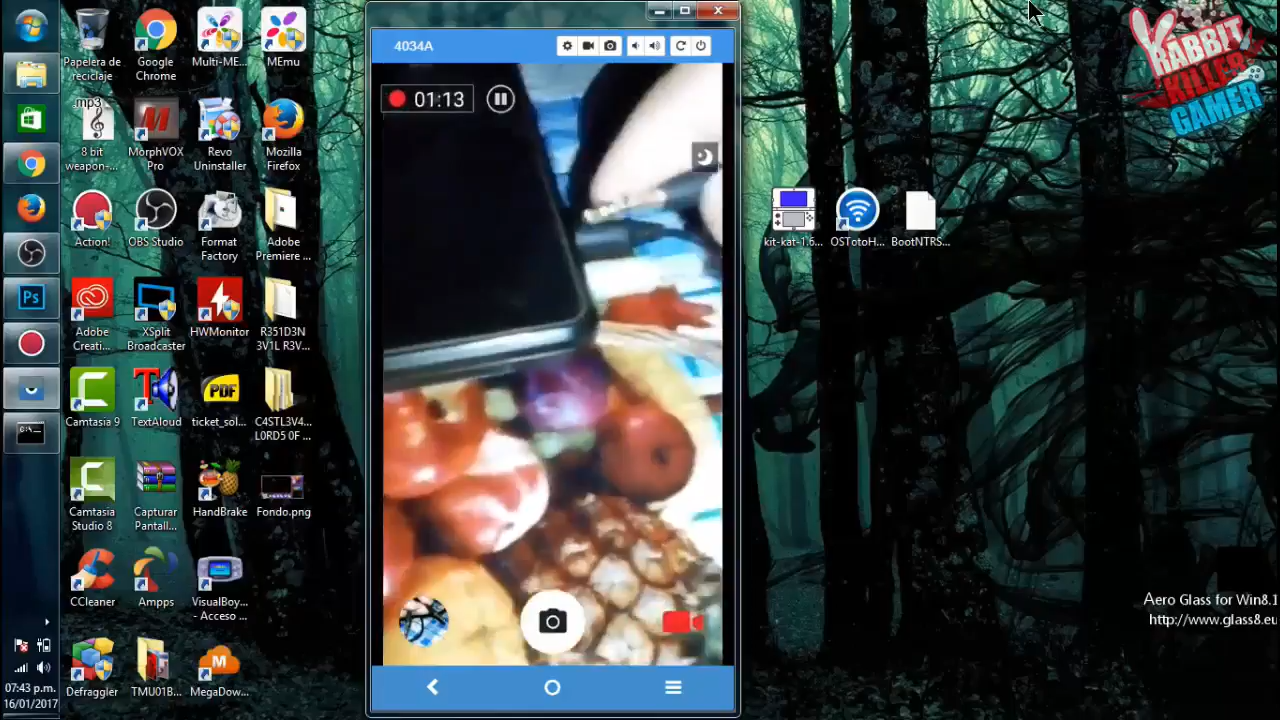 Papelera de
reciclaje
Google
Chrome
Multi-ME...
MEmu
.mp3
8 bit
weapon-...
MorphVOX
Pro
Revo
Uninstaller
Mozilla
Firefox
Action!
OBS Studio
Format
Factory
Adobe
Premiere ...
Adobe
Creati...
XSplit
Broadcaster
HWMonitor
R351D3N
3V1L R3V...
Camtasia 9
TextAloud
PDF
ticket_sol...
C4STL3V4...
L0RD5 0F ...
Camtasia
Studio 8
Capturar
Pantall...
HandBrake
Fondo.png
CCleaner
Ampps
VisualBoy...
- Acceso ...
Defraggler
TMU01B...
MegaDow...
Ps
07:43 p.m.
16/01/2017
4034A
01:13
kit-kat-1.6...
OSTotoH...
BootNTRS...
RABBIT
KILLER
GAMER
Aero Glass for Win8.1
http://www.glass8.eu